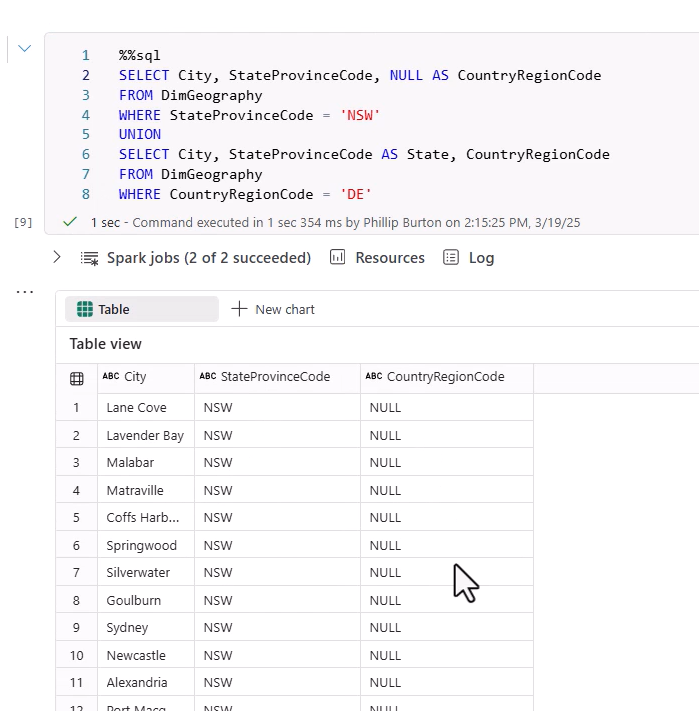 1 %%sql
2 SELECT City, StateProvinceCode, NULL AS CountryRegionCode
3 FROM DimGeography
4 WHERE StateProvinceCode = 'NSW'
5 UNION
6 SELECT City, StateProvinceCode AS State, CountryRegionCode
7 FROM DimGeography
8 WHERE CountryRegionCode = 'DE'
[9] 1 sec - Command executed in 1 sec 354 ms by Phillip Burton on 2:15:25 PM, 3/19/25
Spark jobs (2 of 2 succeeded) Resources Log
Table New chart
Table view
ABC City ABC StateProvinceCode ABC CountryRegionCode
1 Lane Cove NSW NULL
2 Lavender Bay NSW NULL
3 Malabar NSW NULL
4 Matraville NSW NULL
5 Coffs Harb... NSW NULL
6 Springwood NSW NULL
7 Silverwater NSW NULL
8 Goulburn NSW NULL
9 Sydney NSW NULL
10 Newcastle NSW NULL
11 Alexandria NSW NULL
12 Port Macq... NSW NULL